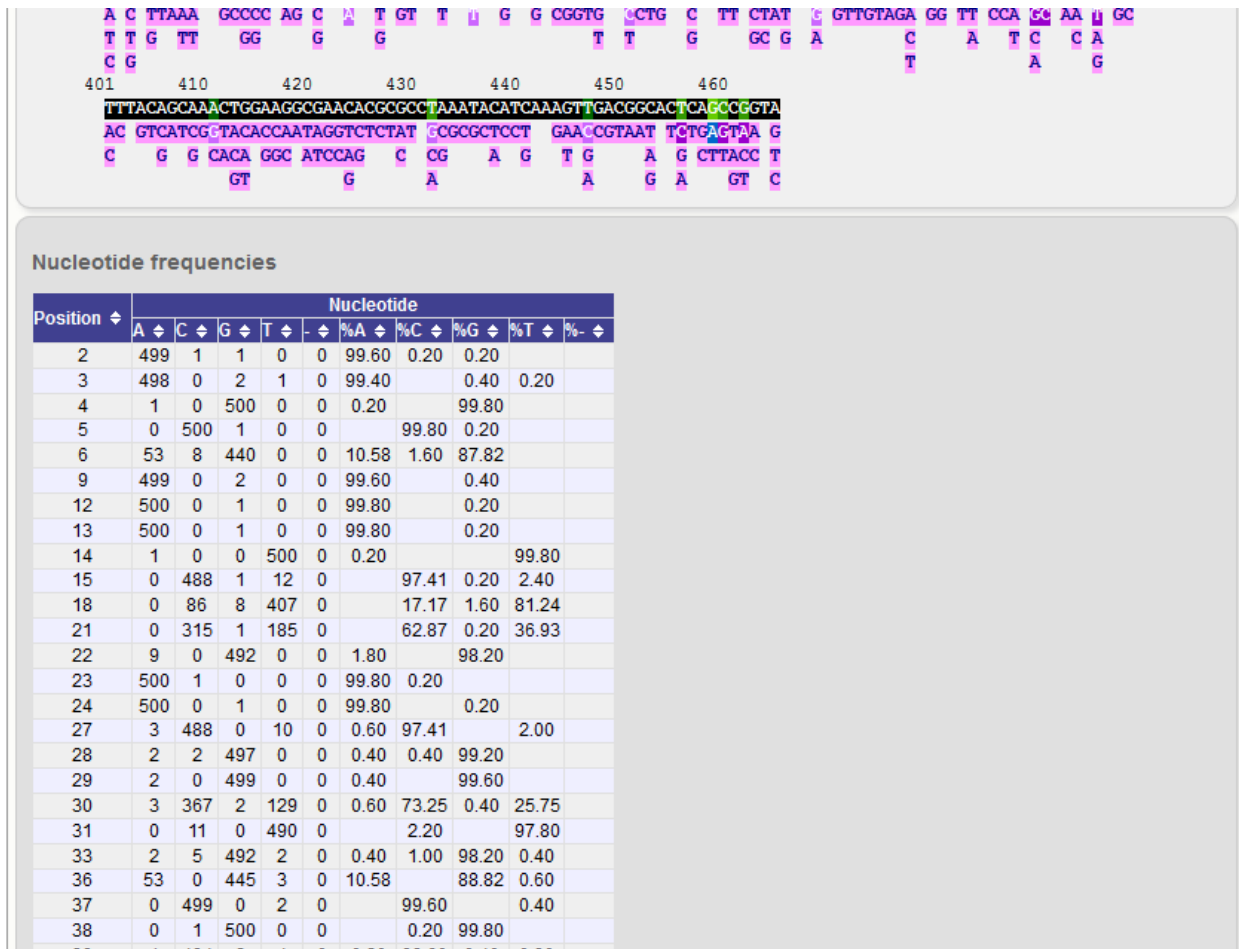 A C TTAAA GCCCC AG C A T GT T T G G CGGTG CCTG C TT CTAT G GTTGTAGA GG TT CCA GC AA T GC
T T G TT GG G G T T G GC G A C A T C C A
C G T A G
401 410 420 430 440 450 460
TTTACAGCAAACTGGAAGGCGAACACGCGCCTAAATACATCAAAGTTGACGGCACTCAGCCGGTA
AC GTCATCGGTACACCAATAGGTCTCTAT GCGCGCTCCT GAACCGTAAT TCTGAGTAA G
C G G CACA GGC ATCCAG C CG A G T G A G CTTACC T
GT G A A G A GT C
Nucleotide frequencies
Position Nucleotide
A C G T - %A %C %G %T %-
2 499 1 1 0 0 99.60 0.20 0.20
3 498 0 2 1 0 99.40 0.40 0.20
4 1 0 500 0 0 0.20 99.80
5 0 500 1 0 0 99.80 0.20
6 53 8 440 0 0 10.58 1.60 87.82
9 499 0 2 0 0 99.60 0.40
12 500 0 1 0 0 99.80 0.20
13 500 0 1 0 0 99.80 0.20
14 1 0 0 500 0 0.20 99.80
15 0 488 1 12 0 97.41 0.20 2.40
18 0 86 8 407 0 17.17 1.60 81.24
21 0 315 1 185 0 62.87 0.20 36.93
22 9 0 492 0 0 1.80 98.20
23 500 1 0 0 0 99.80 0.20
24 500 0 1 0 0 99.80 0.20
27 3 488 0 10 0 0.60 97.41 2.00
28 2 2 497 0 0 0.40 0.40 99.20
29 2 0 499 0 0 0.40 99.60
30 3 367 2 129 0 0.60 73.25 0.40 25.75
31 0 11 0 490 0 2.20 97.80
33 2 5 492 2 0 0.40 1.00 98.20 0.40
36 53 0 445 3 0 10.58 88.82 0.60
37 0 499 0 2 0 99.60 0.40
38 0 1 500 0 0 0.20 99.80